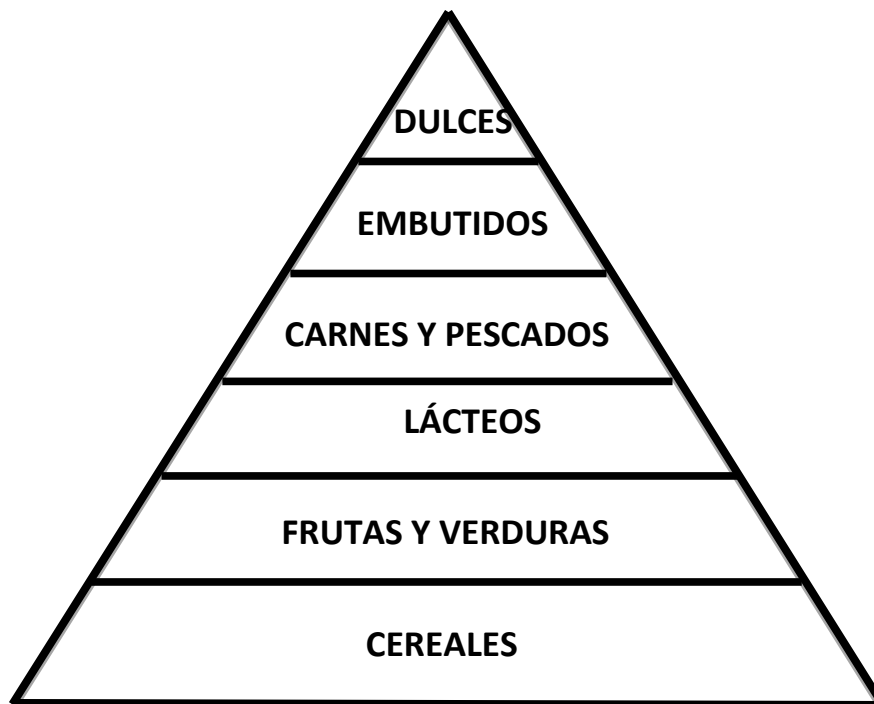 DULCES
EMBUTIDOS
CARNES Y PESCADOS
LÁCTEOS
FRUTAS Y VERDURAS
CEREALES